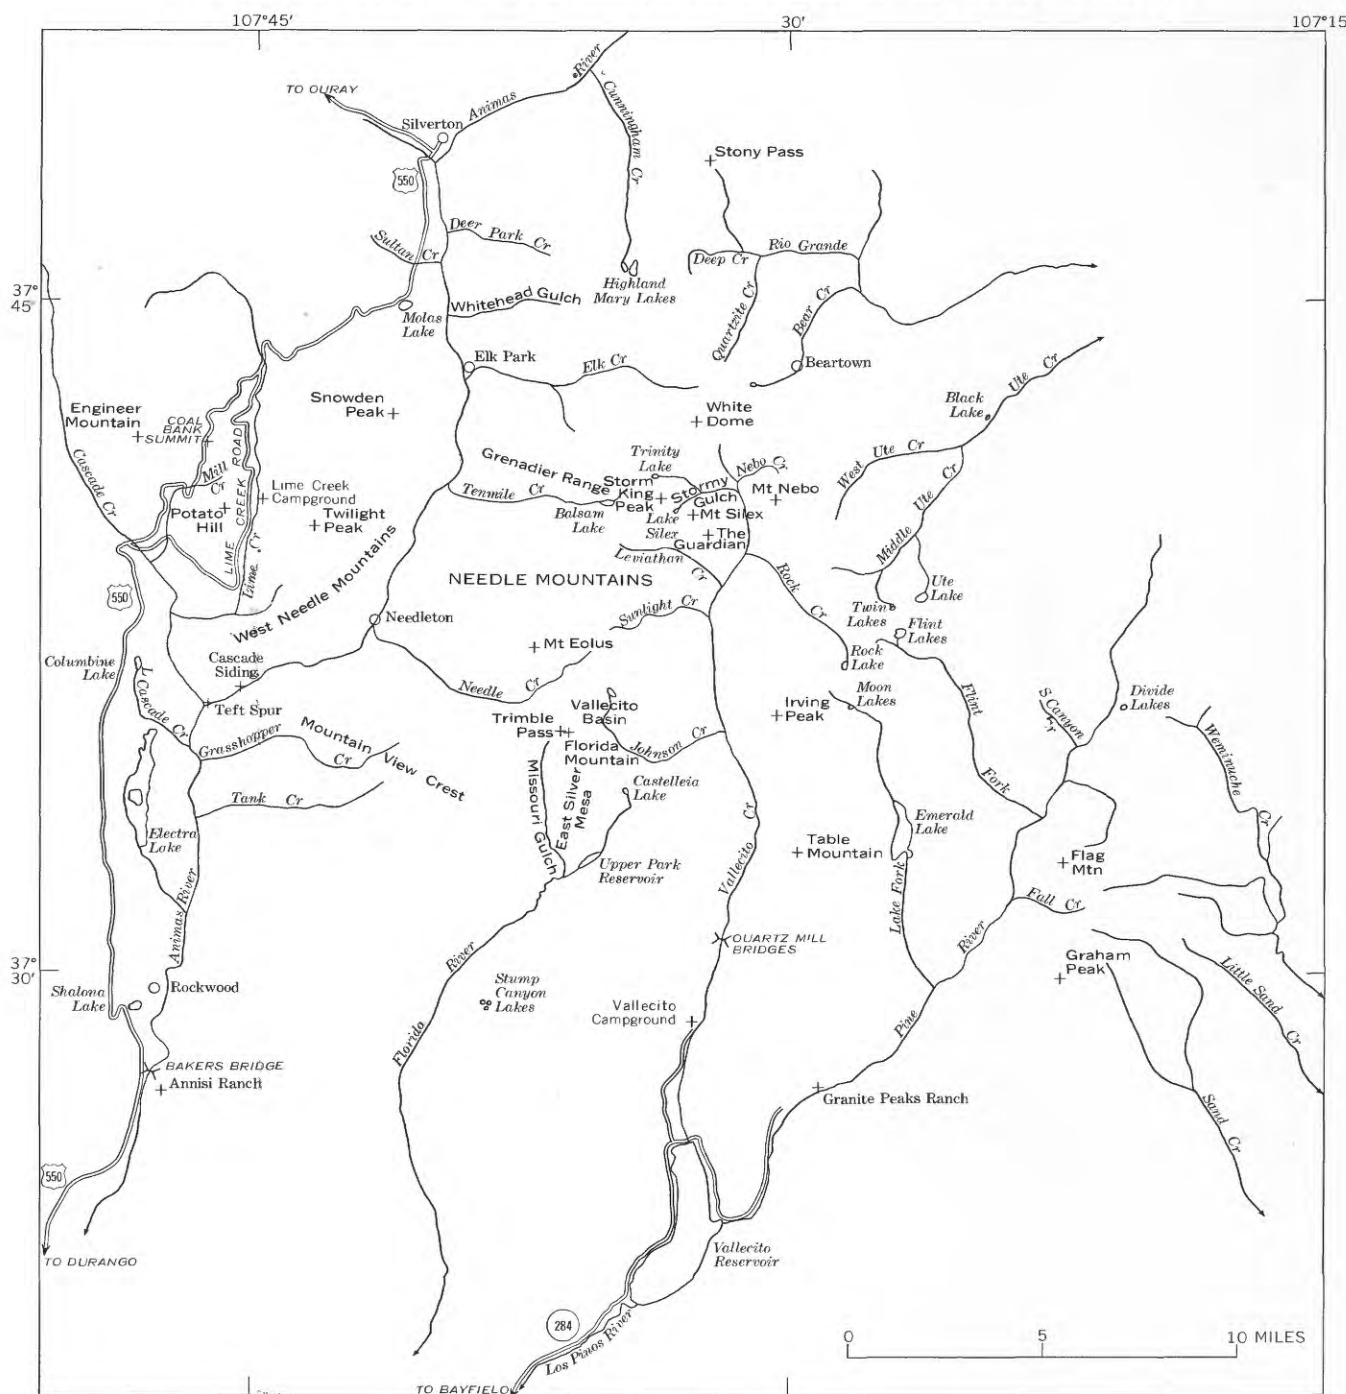 107°45′
30′
107°15′
TO OURAY
Silverton
Animas
River
Cunningham Cr
Stony Pass
550
Sultan Cr
Deer Park Cr
Deep Cr
Rio Grande
Highland
Mary Lakes
37°
45′
Molas
Lake
Whitehead Gulch
Quartzite Cr
Bear Cr
Elk Park
Elk Cr
Beartown
Ute Cr
Black
Lake
Snowden
Peak
White
Dome
Engineer
Mountain
COAL
BANK
SUMMIT
Cascade Cr
Mill
Cr
LIME CREEK ROAD
Lime Creek
Campground
Potato
Hill
Twilight
Peak
Lime Cr
Grenadier Range
Trinity
Lake
Nebo Cr
Storm
King
Peak
Stormy
Gulch
Mt Nebo
West Ute Cr
Tenmile Cr
Balsam
Lake
Lake
Silex
Mt Silex
The
Guardian
Middle Ute Cr
Leviathan Cr
NEEDLE MOUNTAINS
West Needle Mountains
550
Rock Cr
Ute
Lake
Twin
Lakes
Flint
Lakes
Needleton
Sunlight Cr
Mt Eolus
Rock
Lake
Columbine
Lake
Cascade
Siding
Needle Cr
Moon
Lakes
Flint Fork
S Canyon Cr
Divide
Lakes
Weminuche Cr
L Cascade Cr
Teft Spur
Vallecito
Basin
Irving
Peak
Trimble
Pass
Florida
Mountain
Johnson Cr
Grasshopper Cr
Mountain View Crest
Tank Cr
Missouri Gulch
East Silver
Mesa
Castelleia
Lake
Emerald
Lake
Electra
Lake
Vallecito Cr
Table
Mountain
Flag
Mtn
Upper Park
Reservoir
Animas River
Lake Fork
Fall Cr
QUARTZ MILL
BRIDGES
River
Graham
Peak
37°
30′
River
Stump
Canyon
Lakes
Little Sand Cr
Shalona
Lake
Rockwood
Vallecito
Campground
Florido
Pine
BAKERS BRIDGE
Annisi Ranch
Granite Peaks Ranch
Sand Cr
550
Vallecito
Reservoir
TO DURANGO
284
Los Pinos River
0
5
10 MILES
TO BAYFIELD